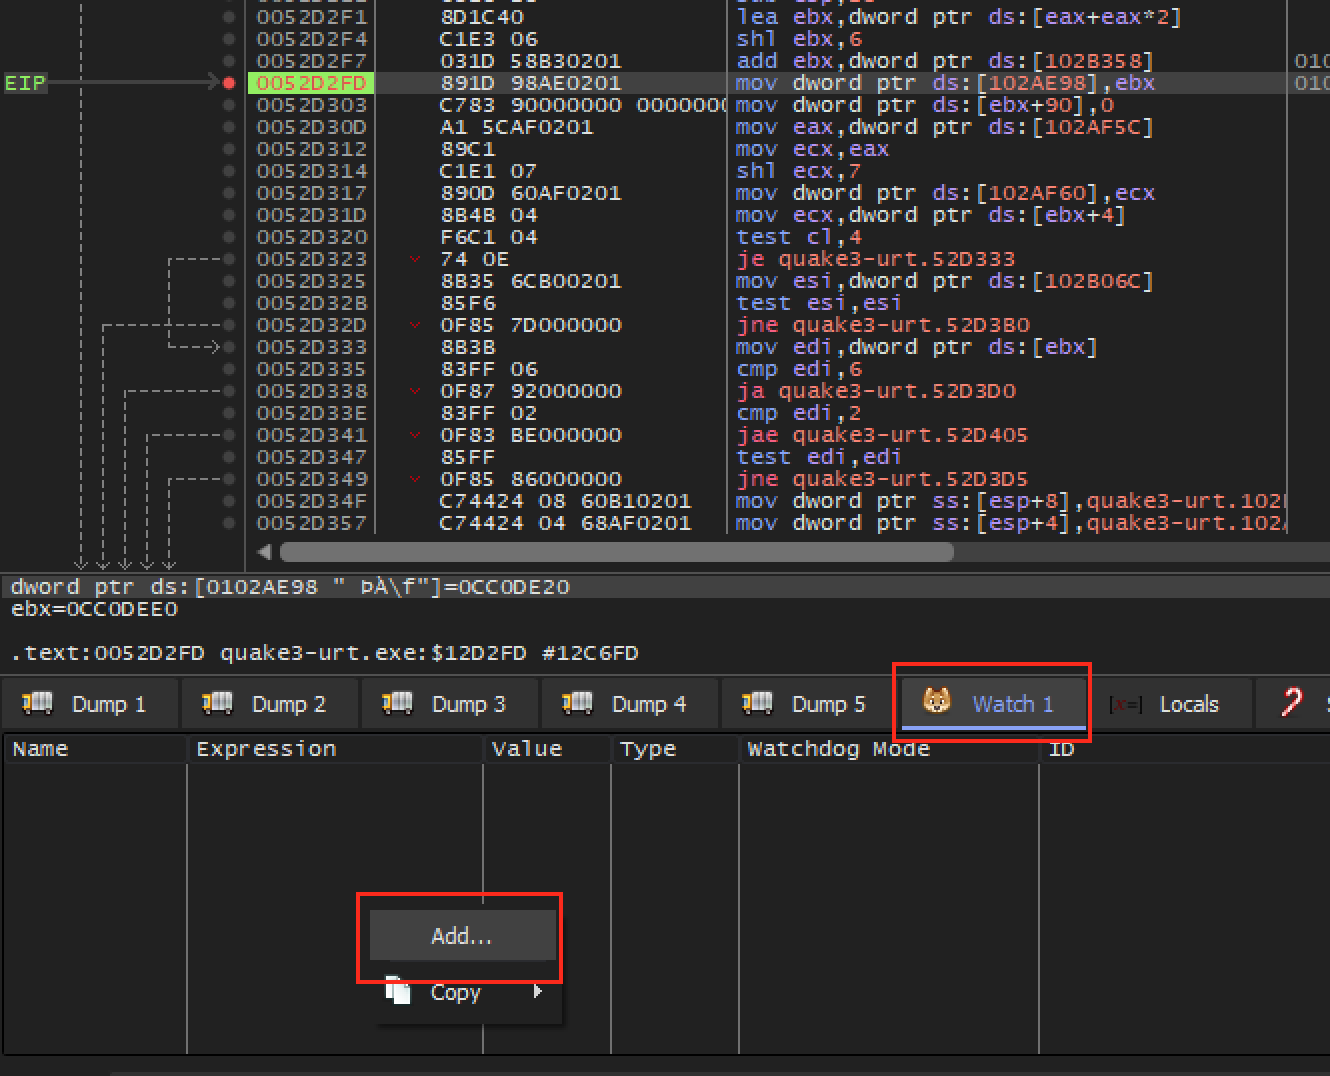 0052D2F1 8D1C40 lea ebx,dword ptr ds:[eax+eax*2]
0052D2F4 C1E3 06 shl ebx,6
0052D2F7 031D 58B30201 add ebx,dword ptr ds:[102B358] 010
EIP 0052D2FD 891D 98AE0201 mov dword ptr ds:[102AE98],ebx 010
0052D303 C783 90000000 0000000 mov dword ptr ds:[ebx+90],0
0052D30D A1 5CAF0201 mov eax,dword ptr ds:[102AF5C]
0052D312 89C1 mov ecx,eax
0052D314 C1E1 07 shl ecx,7
0052D317 890D 60AF0201 mov dword ptr ds:[102AF60],ecx
0052D31D 8B4B 04 mov ecx,dword ptr ds:[ebx+4]
0052D320 F6C1 04 test cl,4
0052D323 74 0E je quake3-urt.52D333
0052D325 8B35 6CB00201 mov esi,dword ptr ds:[102B06C]
0052D32B 85F6 test esi,esi
0052D32D 0F85 7D000000 jne quake3-urt.52D3B0
0052D333 8B3B mov edi,dword ptr ds:[ebx]
0052D335 83FF 06 cmp edi,6
0052D338 0F87 92000000 ja quake3-urt.52D3D0
0052D33E 83FF 02 cmp edi,2
0052D341 0F83 BE000000 jae quake3-urt.52D405
0052D347 85FF test edi,edi
0052D349 0F85 86000000 jne quake3-urt.52D3D5
0052D34F C74424 08 60B10201 mov dword ptr ss:[esp+8],quake3-urt.102
0052D357 C74424 04 68AF0201 mov dword ptr ss:[esp+4],quake3-urt.102
dword ptr ds:[0102AE98 " ÞÀ\f"]=0CC0DE20
ebx=0CC0DEE0
.text:0052D2FD quake3-urt.exe:$12D2FD #12C6FD
Dump 1 Dump 2 Dump 3 Dump 4 Dump 5 Watch 1 [x=] Locals
Name Expression Value Type Watchdog Mode ID
Add...
Copy